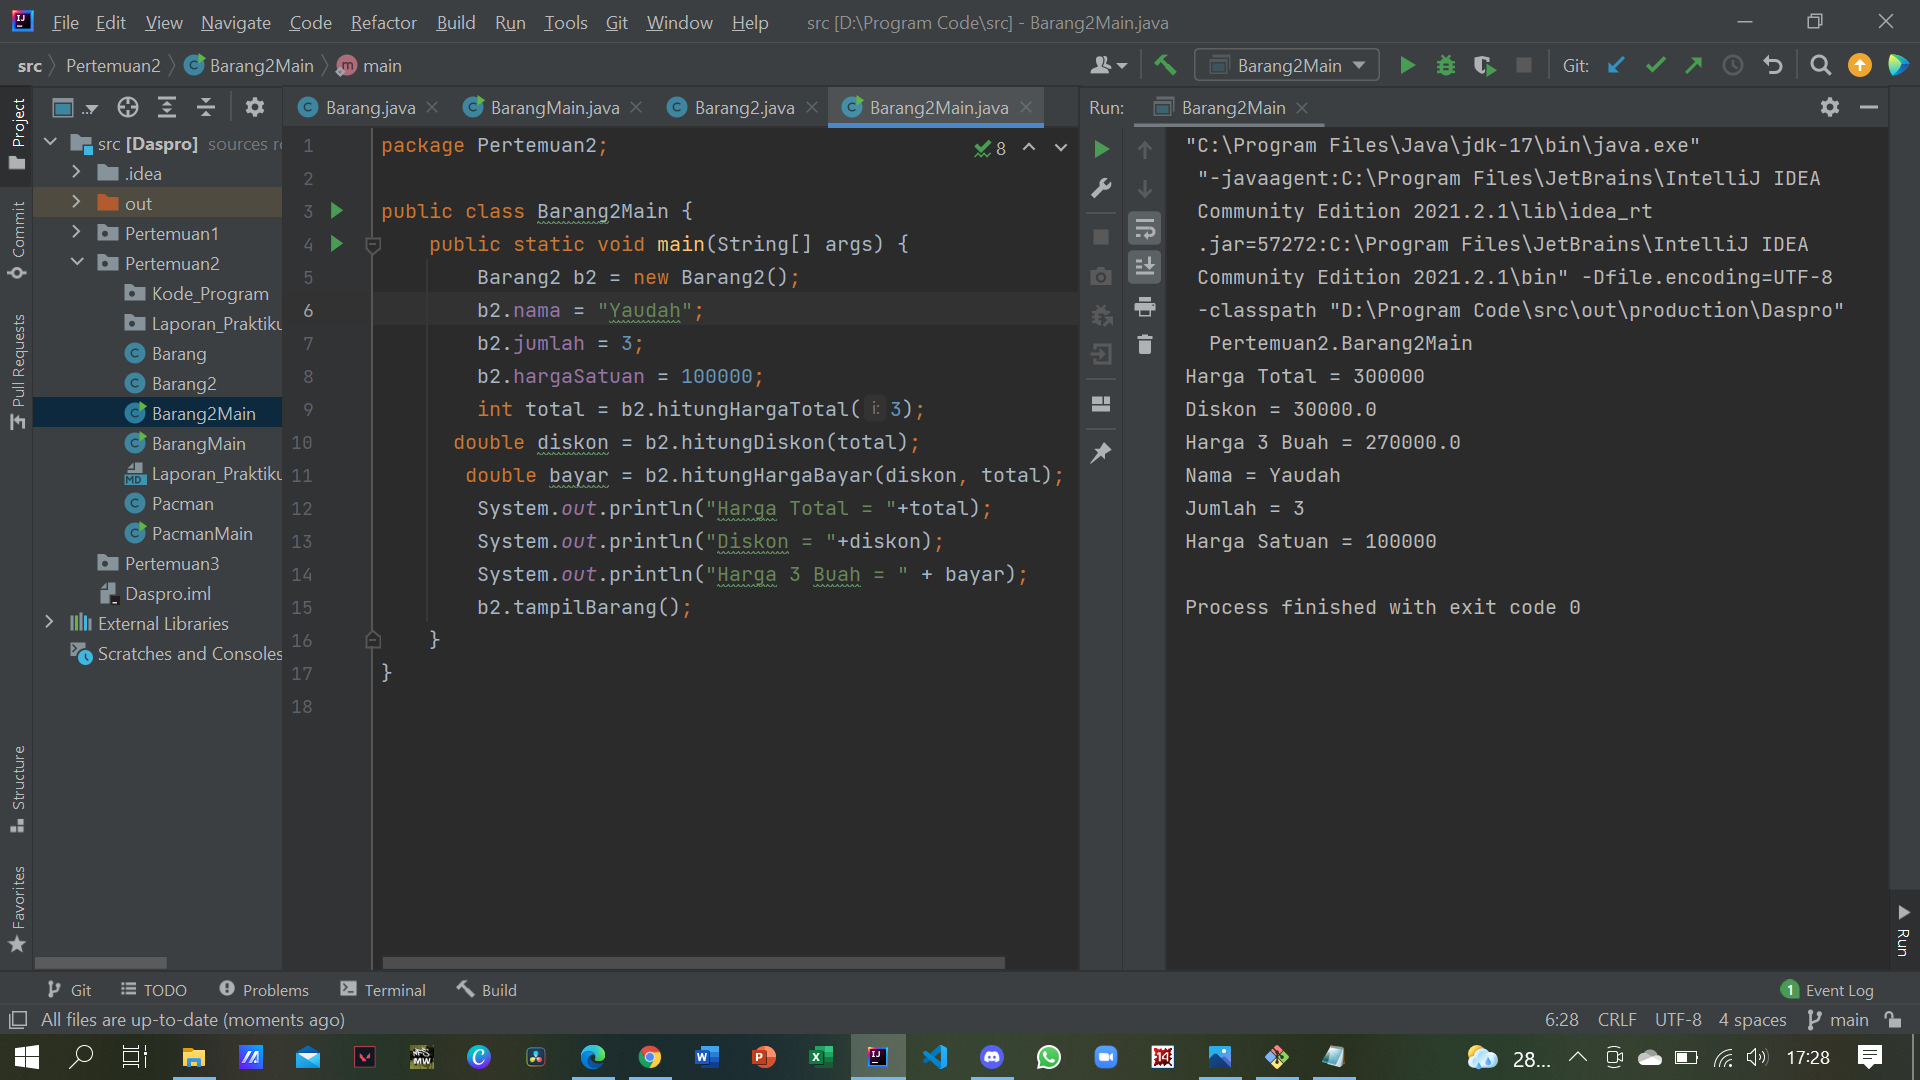 File Edit View Navigate Code Refactor Build Run Tools Git Window Help src [D:\Program Code\src] - Barang2Main.java
src Pertemuan2 Barang2Main main Barang2Main Git:
Barang.java BarangMain.java Barang2.java Barang2Main.java Run: Barang2Main
Project
Commit
Pull Requests
Structure
Favorites
src [Daspro] sources
.idea
out
Pertemuan1
Pertemuan2
Kode_Program
Laporan_Praktiku
Barang
Barang2
Barang2Main
BarangMain
Laporan_Praktiku
Pacman
PacmanMain
Pertemuan3
Daspro.iml
External Libraries
Scratches and Consoles
8
1 package Pertemuan2;
2
3 public class Barang2Main {
4 public static void main(String[] args) {
5 Barang2 b2 = new Barang2();
6 b2.nama = "Yaudah";
7 b2.jumlah = 3;
8 b2.hargaSatuan = 100000;
9 int total = b2.hitungHargaTotal( i: 3);
10 double diskon = b2.hitungDiskon(total);
11 double bayar = b2.hitungHargaBayar(diskon, total);
12 System.out.println("Harga Total = "+total);
13 System.out.println("Diskon = "+diskon);
14 System.out.println("Harga 3 Buah = " + bayar);
15 b2.tampilBarang();
16 }
17 }
18
"C:\Program Files\Java\jdk-17\bin\java.exe"
"-javaagent:C:\Program Files\JetBrains\IntelliJ IDEA
Community Edition 2021.2.1\lib\idea_rt
.jar=57272:C:\Program Files\JetBrains\IntelliJ IDEA
Community Edition 2021.2.1\bin" -Dfile.encoding=UTF-8
-classpath "D:\Program Code\src\out\production\Daspro"
Pertemuan2.Barang2Main
Harga Total = 300000
Diskon = 30000.0
Harga 3 Buah = 270000.0
Nama = Yaudah
Jumlah = 3
Harga Satuan = 100000
Process finished with exit code 0
Run
Git TODO Problems Terminal Build 1 Event Log
All files are up-to-date (moments ago) 6:28 CRLF UTF-8 4 spaces main
28... 17:28